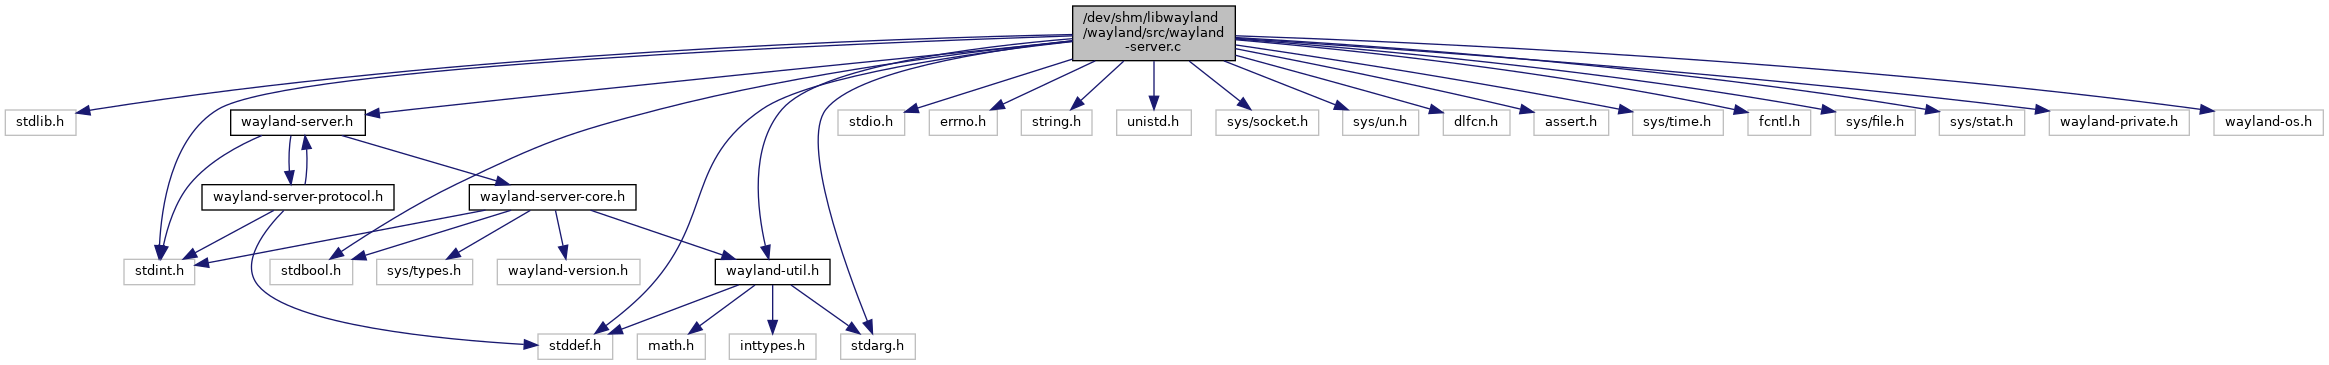 /dev/shm/libwayland
/wayland/src/wayland
-server.c
stdlib.h
wayland-server.h
stdio.h
errno.h
string.h
unistd.h
sys/socket.h
sys/un.h
dlfcn.h
assert.h
sys/time.h
fcntl.h
sys/file.h
sys/stat.h
wayland-private.h
wayland-os.h
wayland-server-protocol.h
wayland-server-core.h
stdint.h
stdbool.h
sys/types.h
wayland-version.h
wayland-util.h
stddef.h
math.h
inttypes.h
stdarg.h